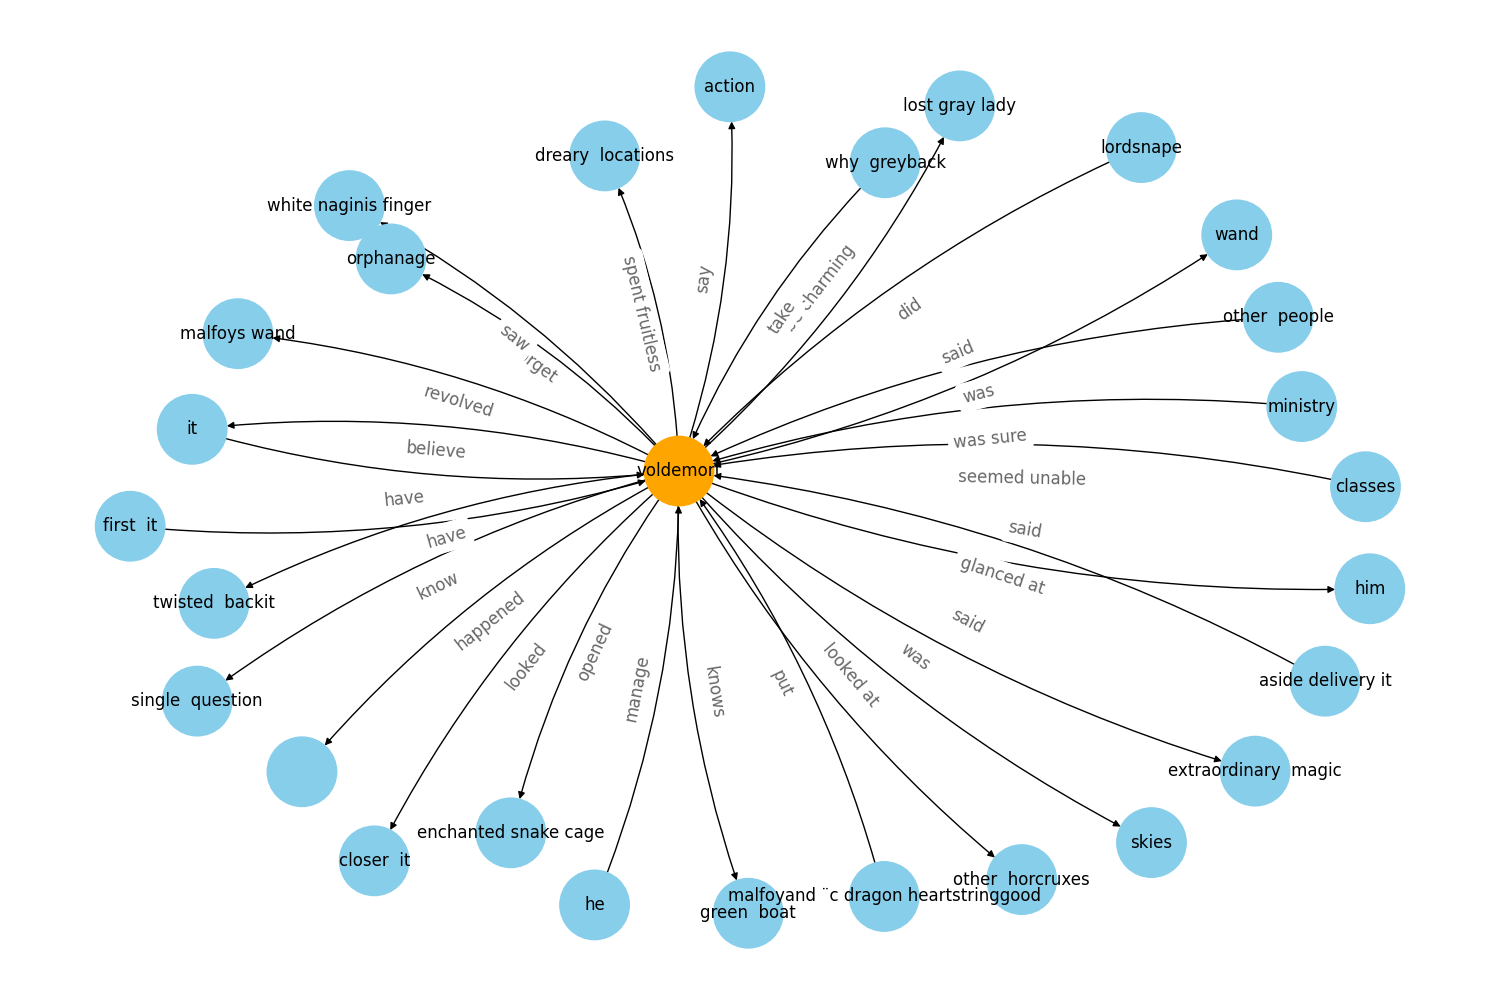 action
lost gray lady
lordsnape
dreary  locations
why  greyback
white naginis finger
wand
orphanage
other  people
malfoys wand
ministry
it
classes
first  it
him
twisted  backit
aside delivery it
single  question
extraordinary  magic
skies
closer  it
enchanted snake cage
he
green  boat
malfoyand ¨c dragon heartstringgood
other  horcruxes
voldemort
spent fruitless
say
take
charming
did
said
was
was sure
seemed unable
said
glanced at
said
was
looked at
put
knows
manage
opened
looked
happened
know
have
have
believe
revolved
saw